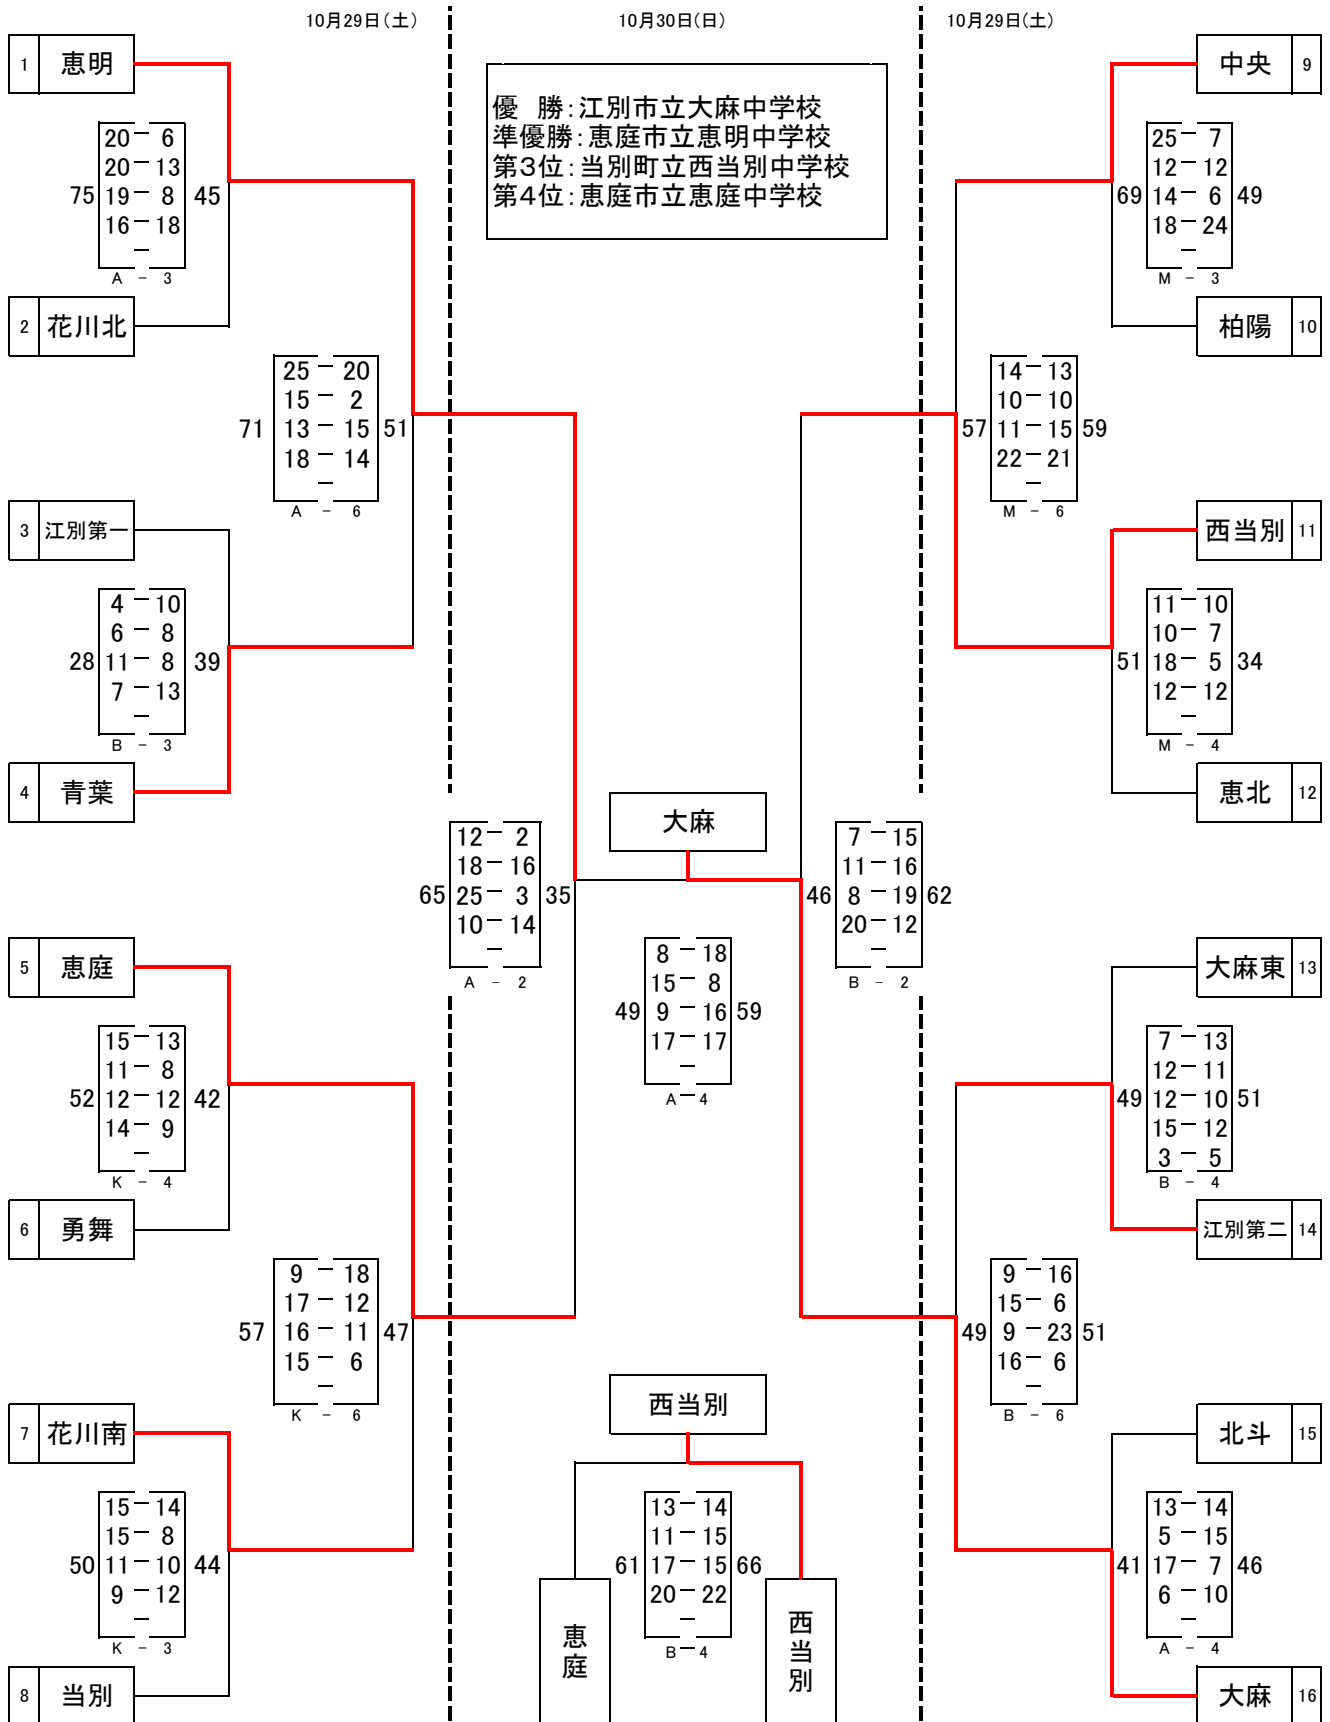 10月29日(土)
10月30日(日)
10月29日(土)
優　勝:江別市立大麻中学校
準優勝:恵庭市立恵明中学校
第3位:当別町立西当別中学校
第4位:恵庭市立恵庭中学校
1 恵明
20 - 6
20 - 13
75 19 - 8 45
16 - 18
-
A - 3
2 花川北
25 - 20
15 - 2
71 13 - 15 51
18 - 14
-
A - 6
3 江別第一
4 - 10
6 - 8
28 11 - 8 39
7 - 13
-
B - 3
4 青葉
12 - 2
18 - 16
65 25 - 3 35
10 - 14
-
A - 2
5 恵庭
15 - 13
11 - 8
52 12 - 12 42
14 - 9
-
K - 4
6 勇舞
9 - 18
17 - 12
57 16 - 11 47
15 - 6
-
K - 6
7 花川南
15 - 14
15 - 8
50 11 - 10 44
9 - 12
-
K - 3
8 当別
大麻
8 - 18
15 - 8
49 9 - 16 59
17 - 17
-
A - 4
西当別
13 - 14
11 - 15
61 17 - 15 66
20 - 22
-
B - 4
恵庭
西当別
中央 9
25 - 7
12 - 12
69 14 - 6 49
18 - 24
-
M - 3
柏陽 10
14 - 13
10 - 10
57 11 - 15 59
22 - 21
-
M - 6
西当別 11
11 - 10
10 - 7
51 18 - 5 34
12 - 12
-
M - 4
恵北 12
7 - 15
11 - 16
46 8 - 19 62
20 - 12
-
B - 2
大麻東 13
7 - 13
12 - 11
49 12 - 10 51
15 - 12
3 - 5
B - 4
江別第二 14
9 - 16
15 - 6
49 9 - 23 51
16 - 6
-
B - 6
北斗 15
13 - 14
5 - 15
41 17 - 7 46
6 - 10
-
A - 4
大麻 16